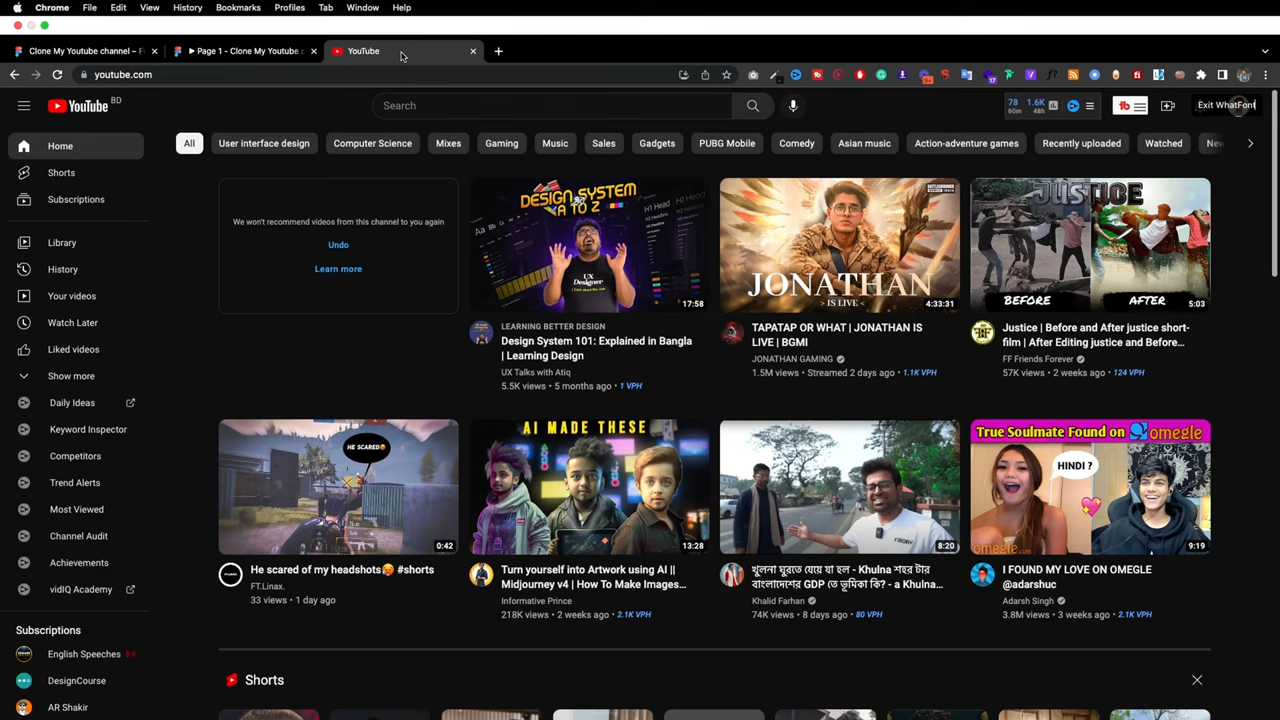 Chrome File Edit View History Bookmarks Profiles Tab Window Help
Clone My Youtube channel – F
Page 1 - Clone My Youtube c
YouTube
youtube.com
YouTube BD
Search
78 1.6K
60m 48h
Exit WhatFont
Home
Shorts
Subscriptions
Library
History
Your videos
Watch Later
Liked videos
Show more
Daily Ideas
Keyword Inspector
Competitors
Trend Alerts
Most Viewed
Channel Audit
Achievements
vidIQ Academy
Subscriptions
English Speeches
DesignCourse
AR Shakir
All User interface design Computer Science Mixes Gaming Music Sales Gadgets PUBG Mobile Comedy Asian music Action-adventure games Recently uploaded Watched Nev
We won't recommend videos from this channel to you again
Undo
Learn more
DESIGN SYSTEM
A TO Z
UX
Designer
17:58
LEARNING BETTER DESIGN
Design System 101: Explained in Bangla
| Learning Design
UX Talks with Atiq
5.5K views • 5 months ago • 1 VPH
JONATHAN
> IS LIVE <
4:33:31
TAPATAP OR WHAT | JONATHAN IS
LIVE | BGMI
JONATHAN GAMING
1.5M views • Streamed 2 days ago • 1.1K VPH
JUSTICE
BEFORE
AFTER
5:03
Justice | Before and After justice short-
film | After Editing justice and Before...
FF Friends Forever
57K views • 2 weeks ago • 124 VPH
HE SCARED
0:42
He scared of my headshots #shorts
FT.Linax.
33 views • 1 day ago
AI MADE THESE
13:28
Turn yourself into Artwork using AI ||
Midjourney v4 | How To Make Images...
Informative Prince
218K views • 2 weeks ago • 2.1K VPH
8:20
খুলনা ঘুরতে যেয়ে যা হল - Khulna শহর টার
বাংলাদেশের GDP তে ভূমিকা কি? - a Khulna...
Khalid Farhan
74K views • 8 days ago • 80 VPH
True Soulmate Found on omegle
HINDI ?
omegle.com
9:19
I FOUND MY LOVE ON OMEGLE
@adarshuc
Adarsh Singh
3.8M views • 3 weeks ago • 2.1K VPH
Shorts